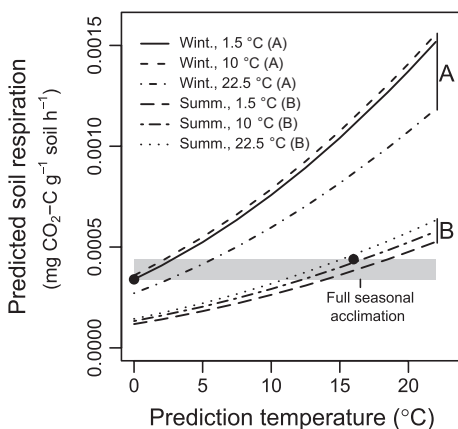 Predicted soil respiration
(mg CO₂−C g⁻¹ soil h⁻¹)
0.0015
0.0010
0.0005
0.0000
Wint., 1.5 °C (A)
Wint., 10 °C (A)
Wint., 22.5 °C (A)
Summ., 1.5 °C (B)
Summ., 10 °C (B)
Summ., 22.5 °C (B)
A
B
Full seasonal
acclimation
0 5 10 15 20
Prediction temperature (°C)